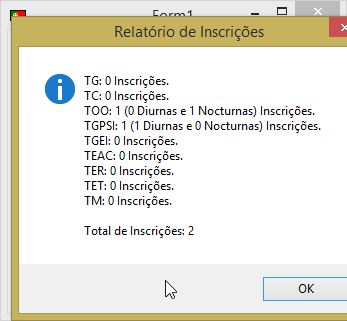 Form1
Relatório de Inscrições
TG: 0 Inscrições.
TC: 0 Inscrições.
TOO: 1 (0 Diurnas e 1 Nocturnas) Inscrições.
TGPSI: 1 (1 Diurnas e 0 Nocturnas) Inscrições.
TGEI: 0 Inscrições.
TEAC: 0 Inscrições.
TER: 0 Inscrições.
TET: 0 Inscrições.
TM: 0 Inscrições.
Total de Inscrições: 2
OK